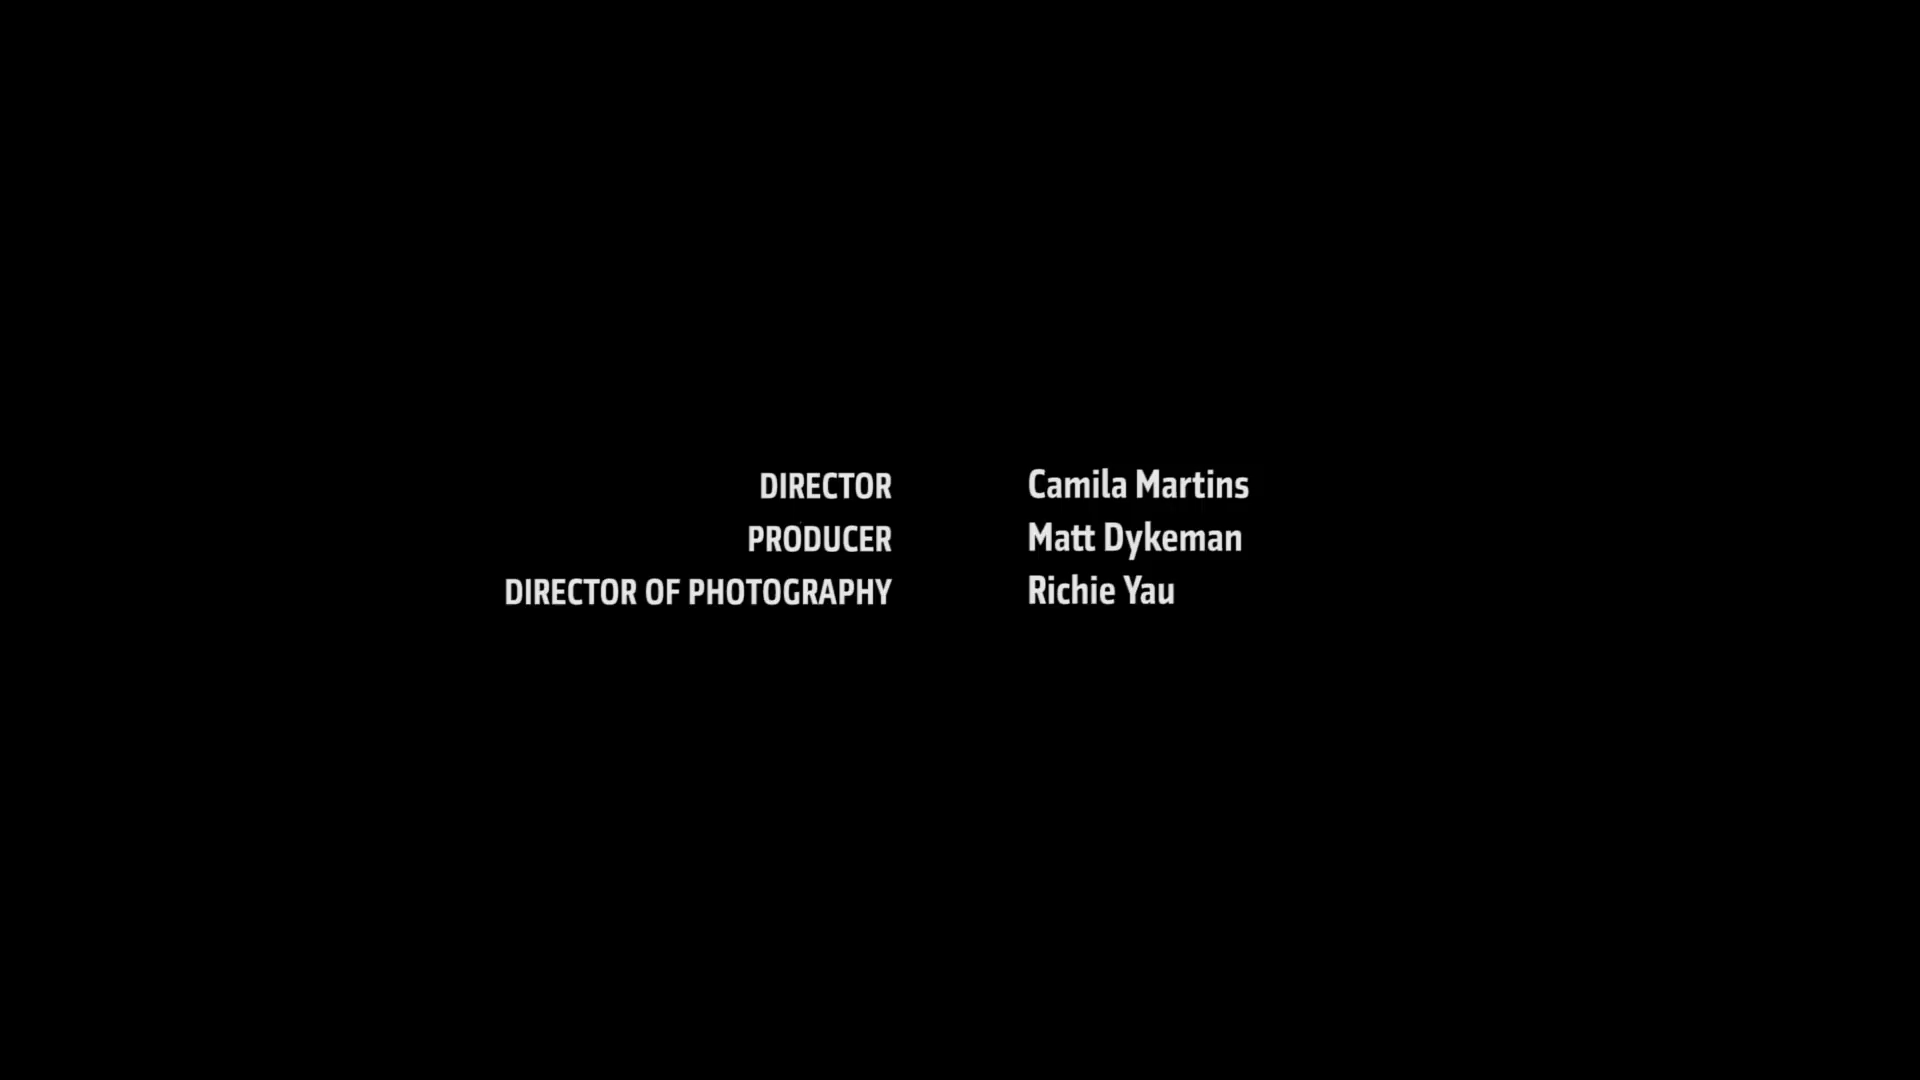 DIRECTOR Camila Martins
PRODUCER Matt Dykeman
DIRECTOR OF PHOTOGRAPHY Richie Yau